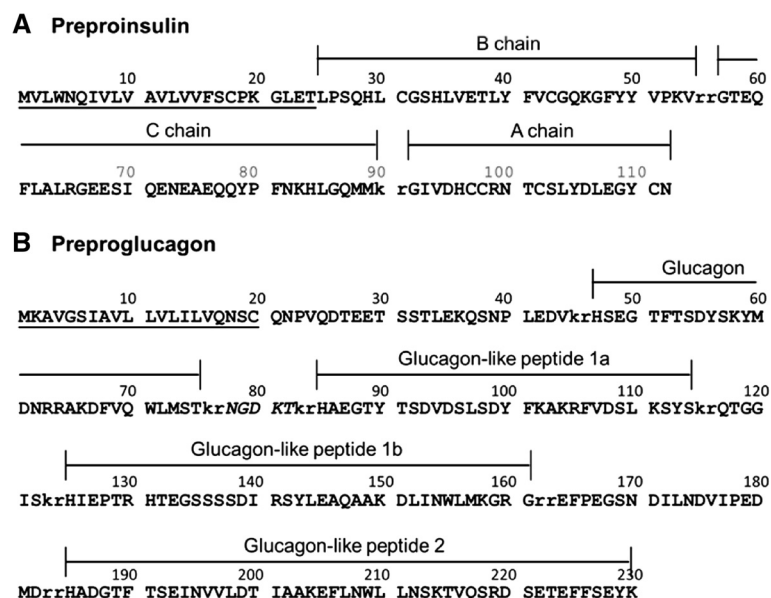 A Preproinsulin
B chain
10 20 30 40 50 60
MVLWNQIVLV AVLVVFSCPK GLETLPSQHL CGSHLVETLY FVCGQKGFYY VPKVrrGTEQ
C chain A chain
70 80 90 100 110
FLALRGEESI QENEAEQQYP FNKHLGQMMk rGIVDHCCRN TCSLYDLEGY CN
B Preproglucagon
Glucagon
10 20 30 40 50 60
MKAVGSIAVL LVLILVQNSC QNPVQDTEET SSTLEKQSNP LEDVkrHSEG TFTSDYSKYM
Glucagon-like peptide 1a
70 80 90 100 110 120
DNRRAKDFVQ WLMSTkrNGD KTkrHAEGTY TSDVDSLSDY FKAKRFVDSL KSYSkrQTGG
Glucagon-like peptide 1b
130 140 150 160 170 180
ISkrHIEPTR HTEGSSSSDI RSYLEAQAAK DLINWLMKGR GrrEFPEGSN DILNDVIPED
Glucagon-like peptide 2
190 200 210 220 230
MDrrHADGTF TSEINVVLDT IAAKEFLNWL LNSKTVQSRD SETEFFSEYK